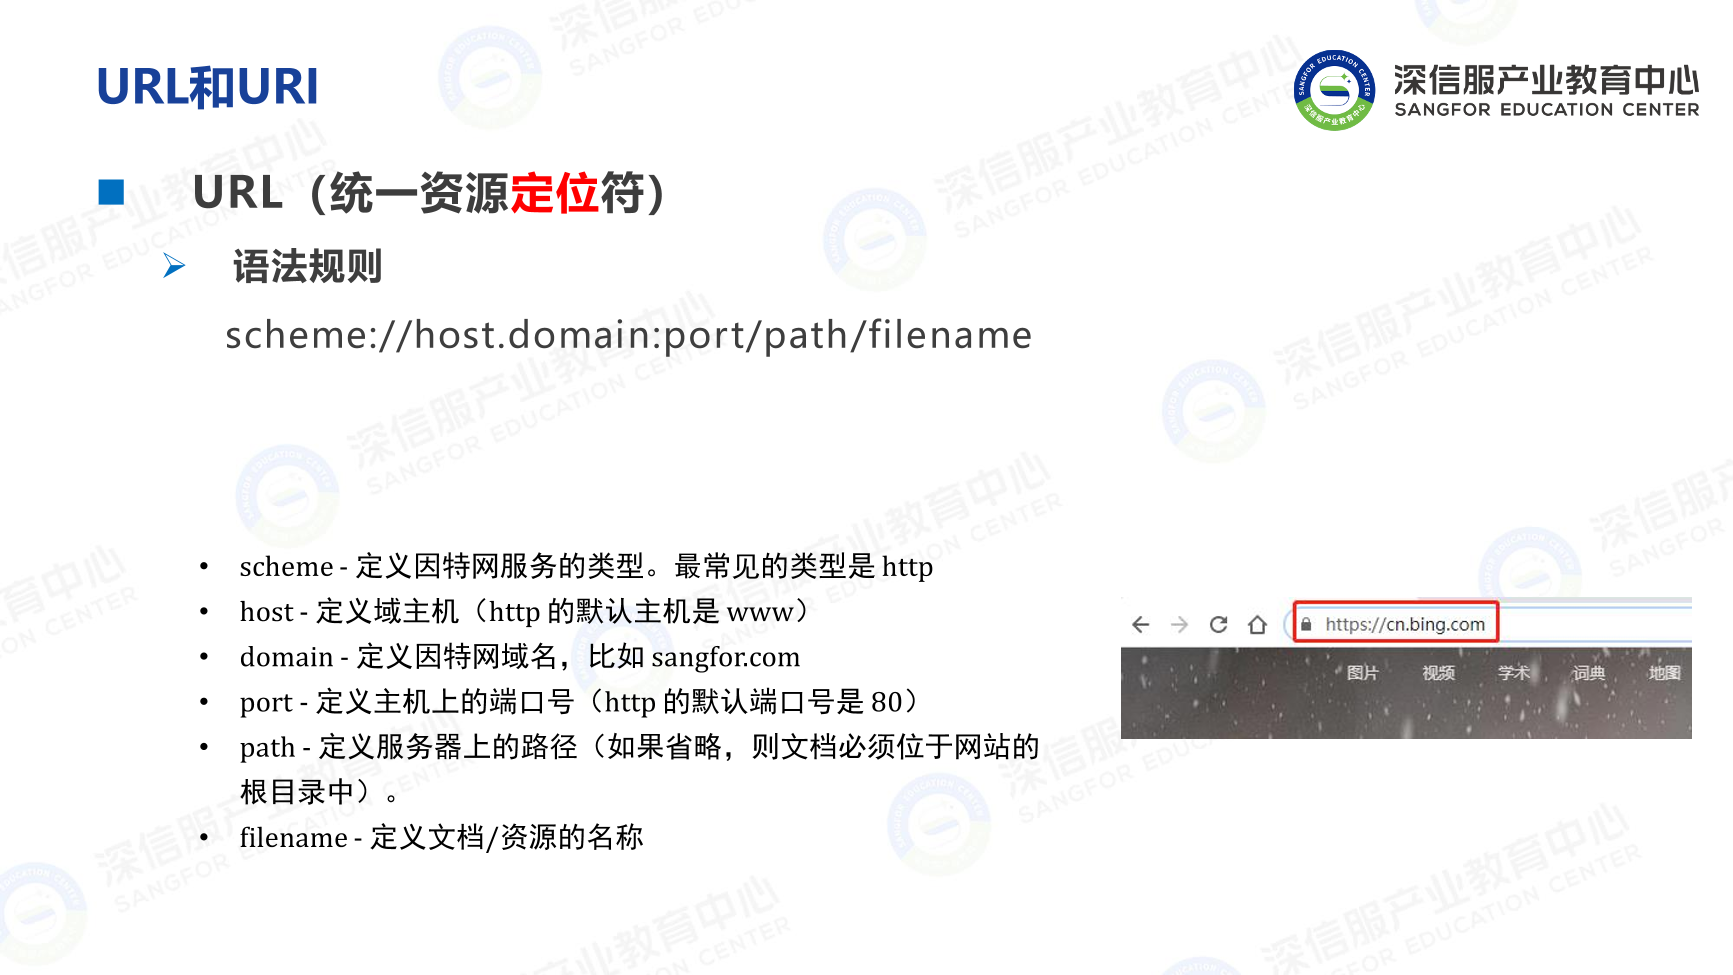 URL和URI
深信服产业教育中心
SANGFOR EDUCATION CENTER
URL（统一资源定位符）
语法规则
scheme://host.domain:port/path/filename
• scheme - 定义因特网服务的类型。最常见的类型是 http
• host - 定义域主机（http 的默认主机是 www）
• domain - 定义因特网域名，比如 sangfor.com
• port - 定义主机上的端口号（http 的默认端口号是 80）
• path - 定义服务器上的路径（如果省略，则文档必须位于网站的
根目录中）。
• filename - 定义文档/资源的名称
https://cn.bing.com
图片 视频 学术 词典 地图